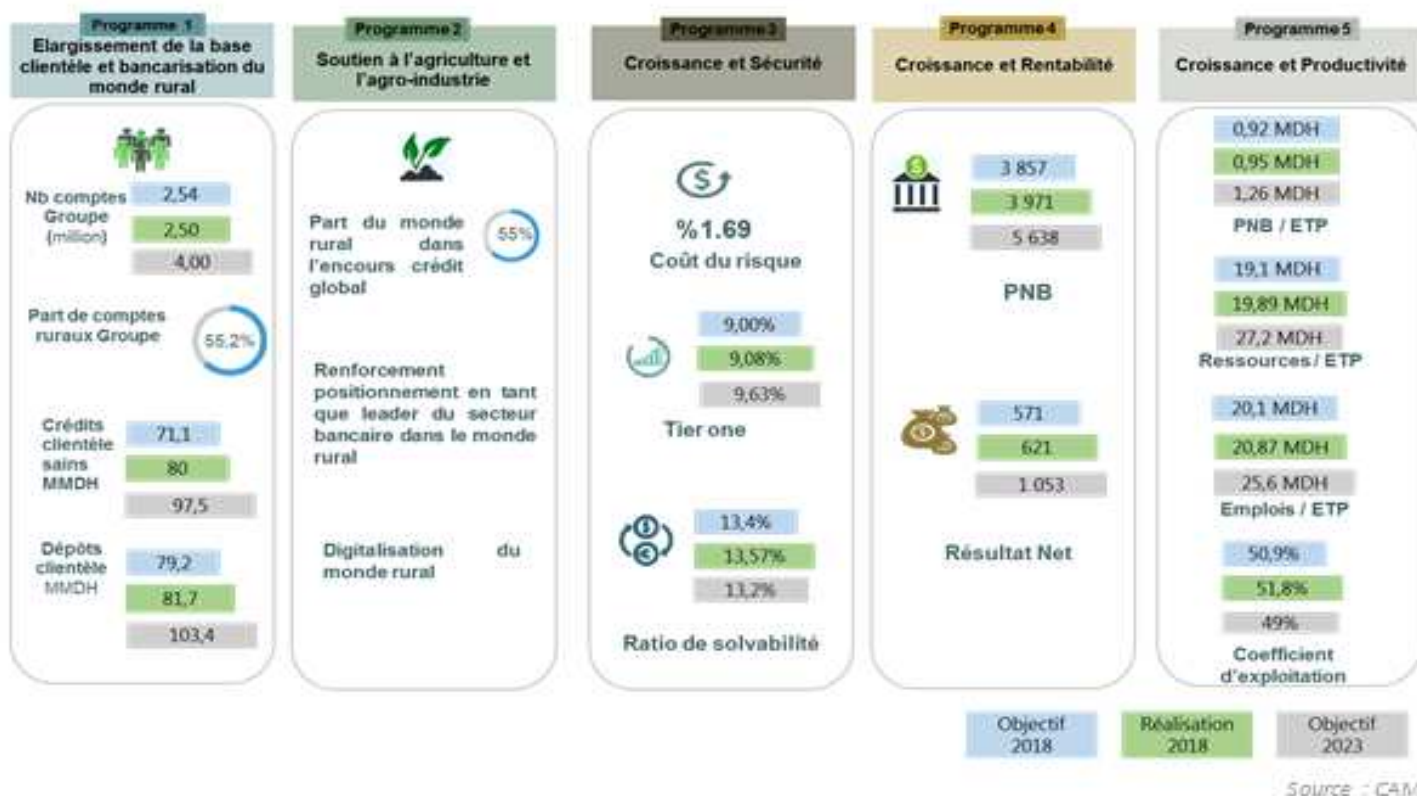 Programme 1
Elargissement de la base
clientèle et bancarisation du
monde rural
Nb comptes
Groupe
(million)
2,54
2,50
4,00
Part de comptes
ruraux Groupe
55,2%
Crédits
clientèle
sains
MMDH
71,1
80
97,5
Dépôts
clientèle
MMDH
79,2
81,7
103,4
Programme 2
Soutien à l'agriculture et
l'agro-industrie
Part du monde
rural dans
l'encours crédit
global
55%
Renforcement
positionnement en tant
que leader du secteur
bancaire dans le monde
rural
Digitalisation du
monde rural
Programme 3
Croissance et Sécurité
%1.69
Coût du risque
9,00%
9,08%
9,63%
Tier one
13,4%
13,57%
13,2%
Ratio de solvabilité
Programme 4
Croissance et Rentabilité
3 857
3 971
5 638
PNB
571
621
1 053
Résultat Net
Programme 5
Croissance et Productivité
0,92 MDH
0,95 MDH
1,26 MDH
PNB / ETP
19,1 MDH
19,89 MDH
27,2 MDH
Ressources / ETP
20,1 MDH
20,87 MDH
25,6 MDH
Emplois / ETP
50,9%
51,8%
49%
Coefficient
d'exploitation
Objectif
2018
Réalisation
2018
Objectif
2023
Source : CAM